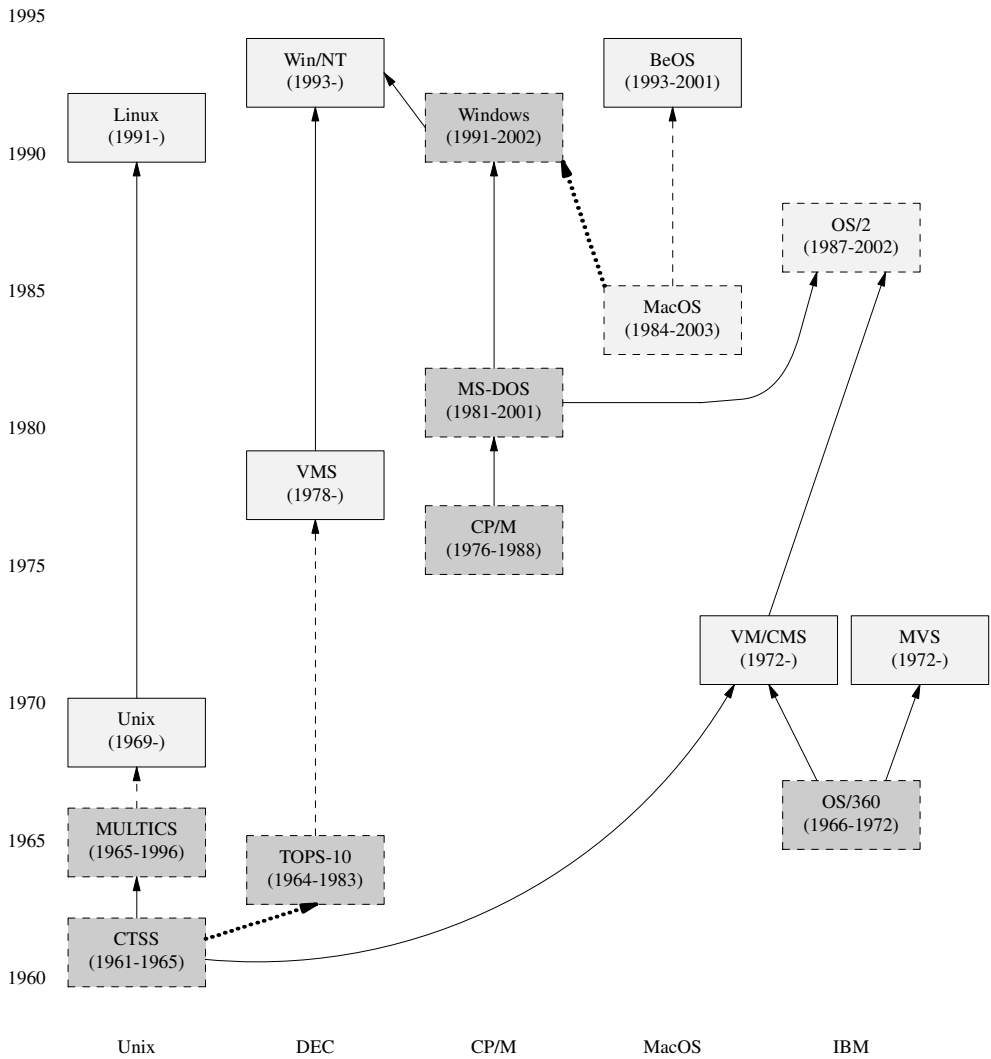 1995
Win/NT
(1993-)
BeOS
(1993-2001)
Linux
(1991-)
Windows
(1991-2002)
1990
OS/2
(1987-2002)
1985
MacOS
(1984-2003)
MS-DOS
(1981-2001)
1980
VMS
(1978-)
CP/M
(1976-1988)
1975
VM/CMS
(1972-)
MVS
(1972-)
1970
Unix
(1969-)
OS/360
(1966-1972)
MULTICS
(1965-1996)
1965
TOPS-10
(1964-1983)
CTSS
(1961-1965)
1960
Unix DEC CP/M MacOS IBM